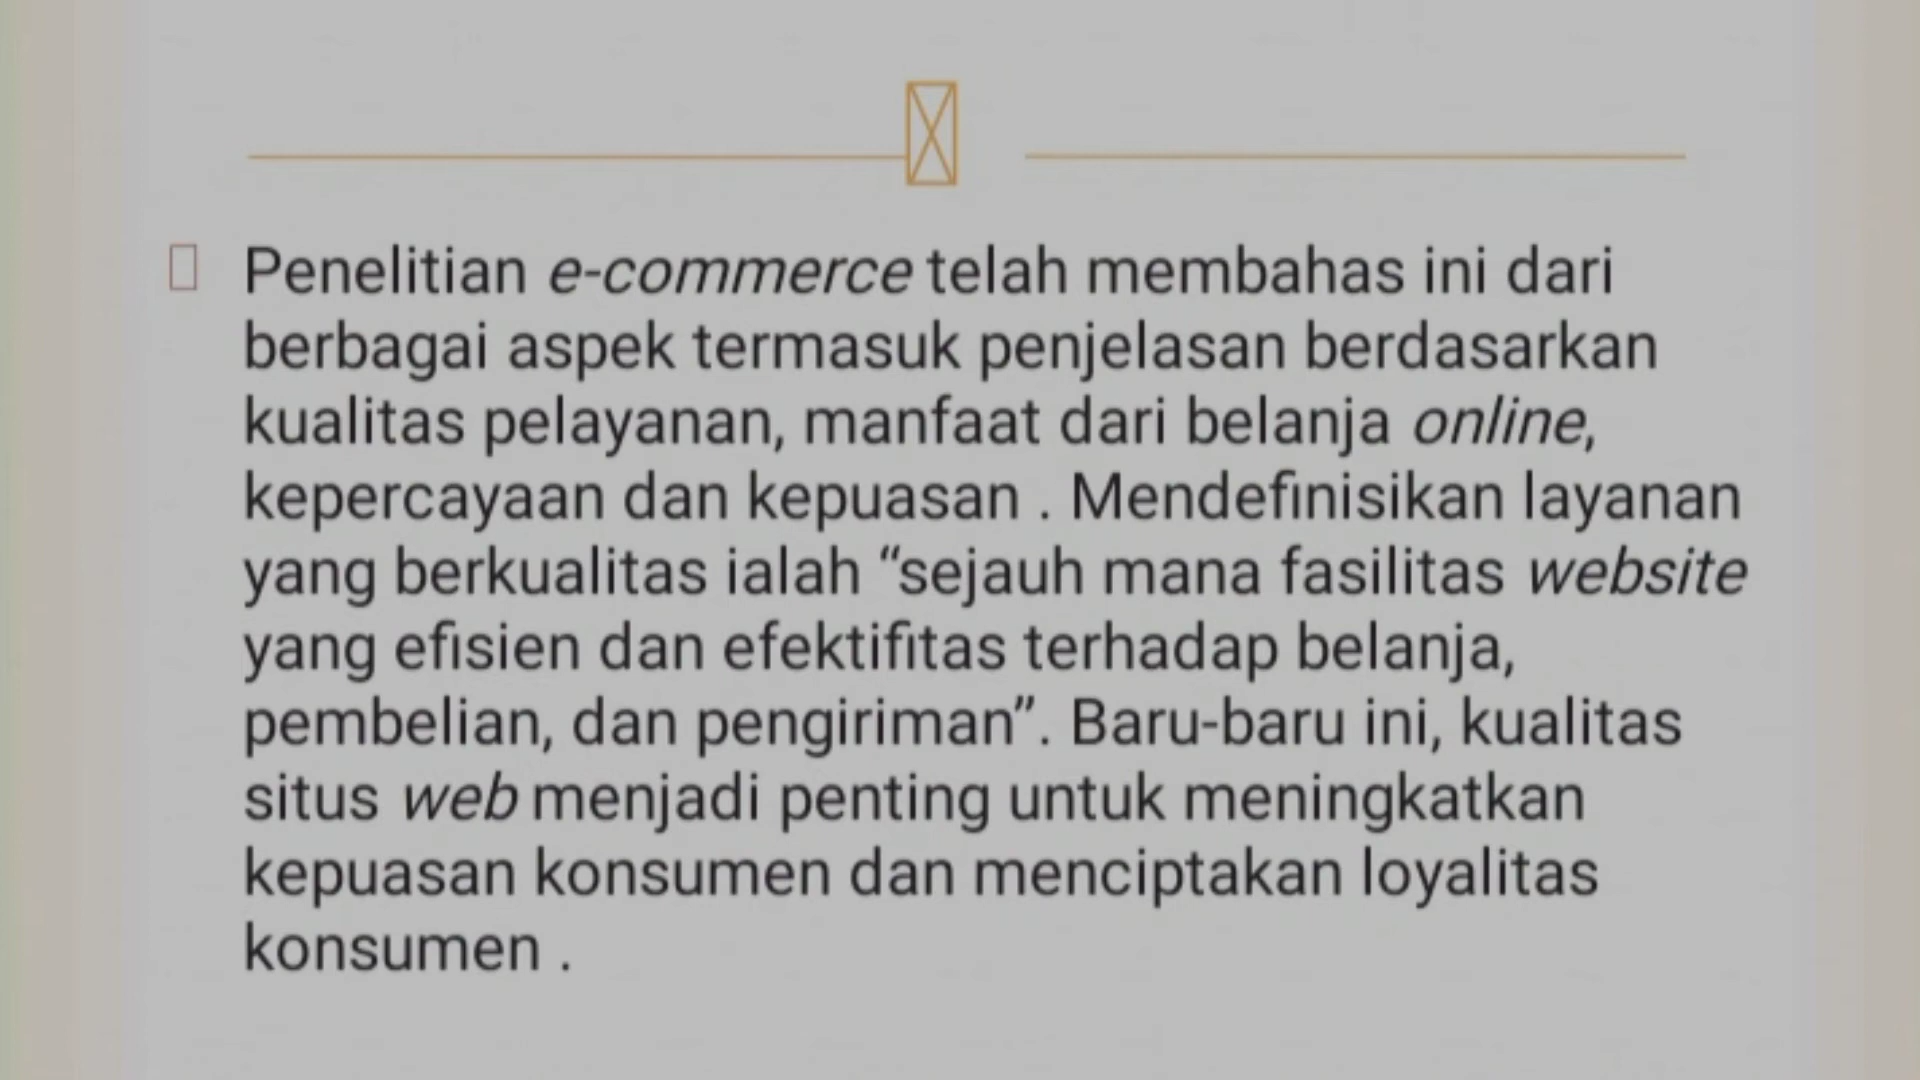 Penelitian e-commerce telah membahas ini dari
berbagai aspek termasuk penjelasan berdasarkan
kualitas pelayanan, manfaat dari belanja online,
kepercayaan dan kepuasan . Mendefinisikan layanan
yang berkualitas ialah “sejauh mana fasilitas website
yang efisien dan efektifitas terhadap belanja,
pembelian, dan pengiriman”. Baru-baru ini, kualitas
situs web menjadi penting untuk meningkatkan
kepuasan konsumen dan menciptakan loyalitas
konsumen .